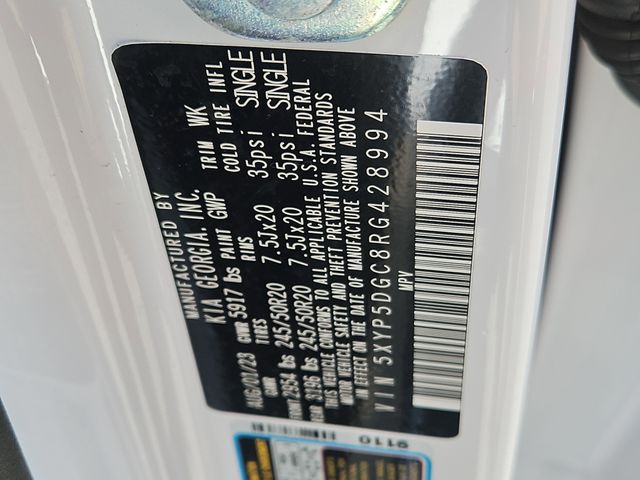 MANUFACTURED BY
KIA GEORGIA, INC.
AUG/01/23 GVWR 5917 lbs PAINT GWP TRIM WK
GAWR TIRES RIMS COLD TIRE INFL
FRONT 2954 lbs 245/50R20 7.5Jx20 35psi SINGLE
REAR 3196 lbs 245/50R20 7.5Jx20 35psi SINGLE
THIS VEHICLE CONFORMS TO ALL APPLICABLE U.S.A. FEDERAL
MOTOR VEHICLE SAFETY AND THEFT PREVENTION STANDARDS
IN EFFECT ON THE DATE OF MANUFACTURE SHOWN ABOVE
VIN 5XYP5DGC8RG428994
MPV
9110